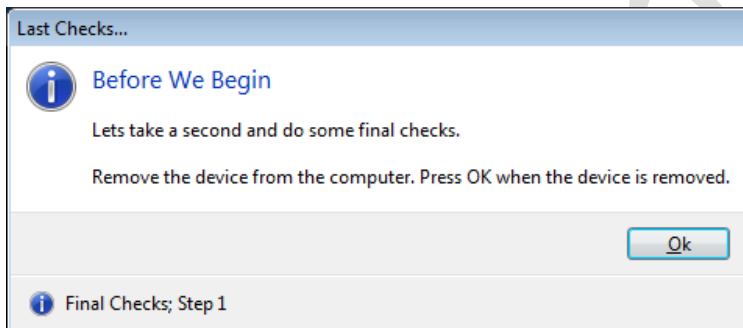 Last Checks...
Before We Begin
Lets take a second and do some final checks.
Remove the device from the computer. Press OK when the device is removed.
Ok
Final Checks; Step 1